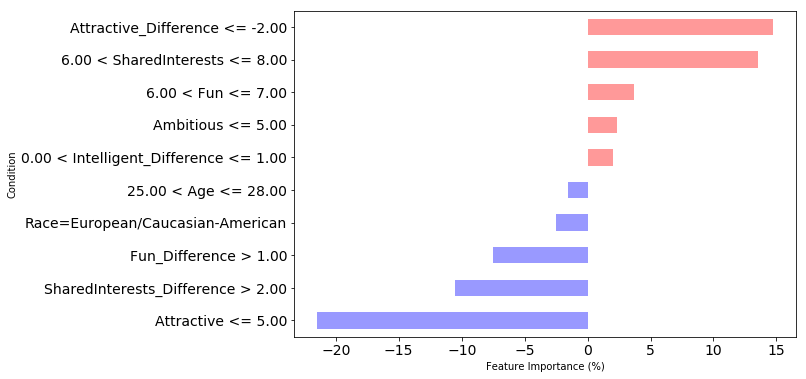 Attractive_Difference <= -2.00
6.00 < SharedInterests <= 8.00
6.00 < Fun <= 7.00
Ambitious <= 5.00
0.00 < Intelligent_Difference <= 1.00
25.00 < Age <= 28.00
Race=European/Caucasian-American
Fun_Difference > 1.00
SharedInterests_Difference > 2.00
Attractive <= 5.00
Condition
−20 −15 −10 −5 0 5 10 15
Feature Importance (%)